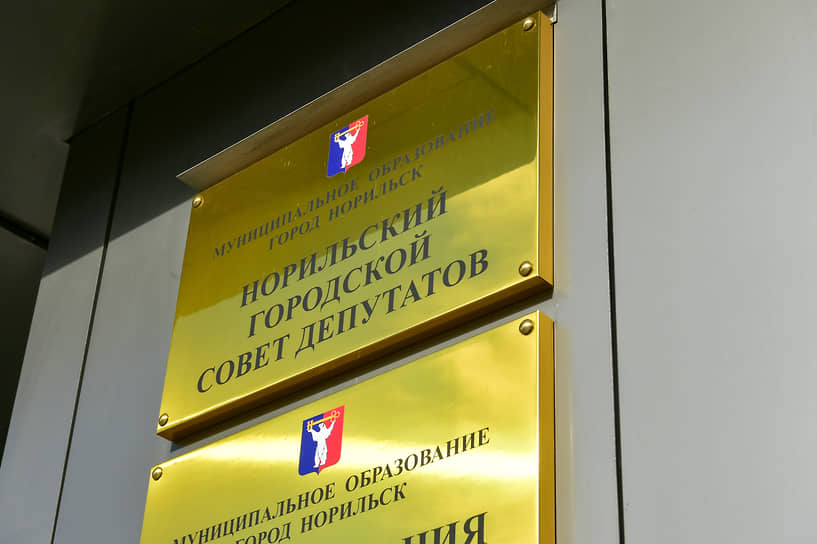 МУНИЦИПАЛЬНОЕ ОБРАЗОВАНИЕ
ГОРОД НОРИЛЬСК
НОРИЛЬСКИЙ
ГОРОДСКОЙ
СОВЕТ ДЕПУТАТОВ
МУНИЦИПАЛЬНОЕ ОБРАЗОВАНИЕ
ГОРОД НОРИЛЬСК